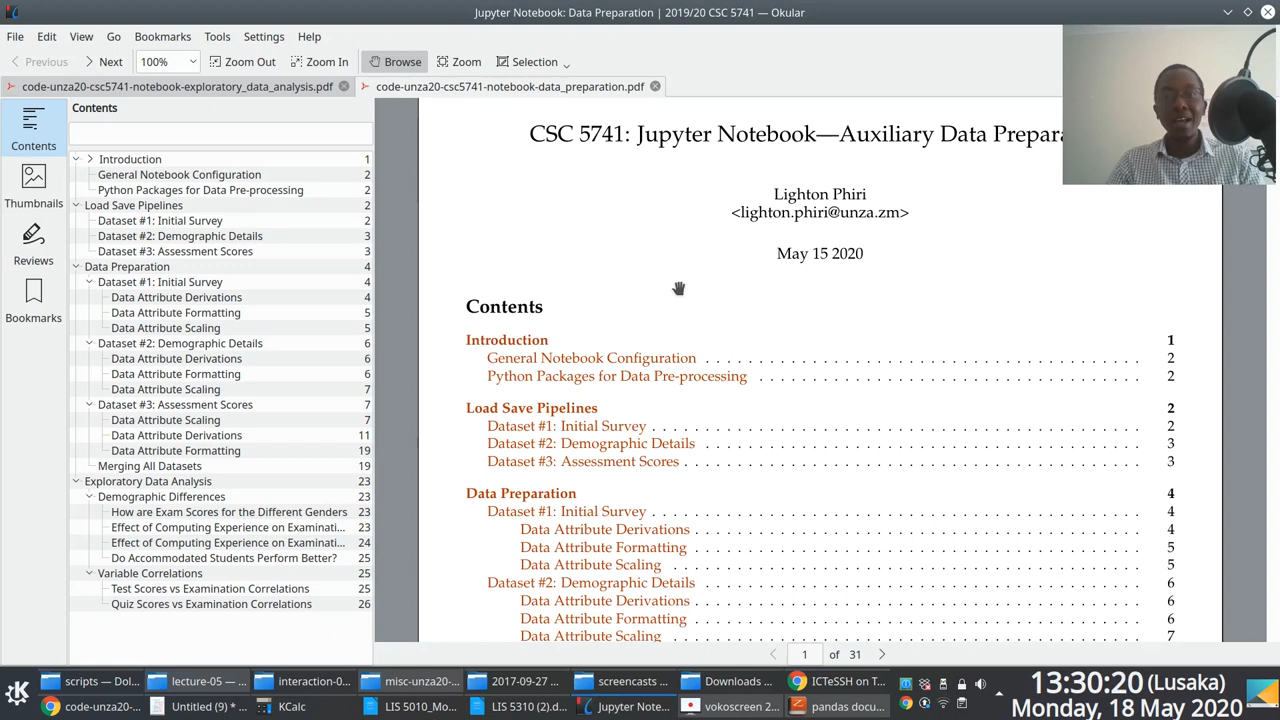 Jupyter Notebook: Data Preparation | 2019/20 CSC 5741 — Okular
File Edit View Go Bookmarks Tools Settings Help
Previous Next 100% Zoom Out Zoom In Browse Zoom Selection
code-unza20-csc5741-notebook-exploratory_data_analysis.pdf code-unza20-csc5741-notebook-data_preparation.pdf
Contents
Contents
Thumbnails
Reviews
Bookmarks
Introduction 1
General Notebook Configuration 2
Python Packages for Data Pre-processing 2
Load Save Pipelines 2
Dataset #1: Initial Survey 2
Dataset #2: Demographic Details 3
Dataset #3: Assessment Scores 3
Data Preparation 4
Dataset #1: Initial Survey 4
Data Attribute Derivations 4
Data Attribute Formatting 5
Data Attribute Scaling 5
Dataset #2: Demographic Details 6
Data Attribute Derivations 6
Data Attribute Formatting 6
Data Attribute Scaling 7
Dataset #3: Assessment Scores 7
Data Attribute Scaling 7
Data Attribute Derivations 11
Data Attribute Formatting 19
Merging All Datasets 19
Exploratory Data Analysis 23
Demographic Differences 23
How are Exam Scores for the Different Genders 23
Effect of Computing Experience on Examinati... 23
Effect of Computing Experience on Examinati... 24
Do Accommodated Students Perform Better? 25
Variable Correlations 25
Test Scores vs Examination Correlations 25
Quiz Scores vs Examination Correlations 26
CSC 5741: Jupyter Notebook—Auxiliary Data Prepara
Lighton Phiri
<lighton.phiri@unza.zm>
May 15 2020
Contents
Introduction 1
General Notebook Configuration . . . . . . . . . . . . . . . . . . . . . . . . . . . . . . . . . 2
Python Packages for Data Pre-processing . . . . . . . . . . . . . . . . . . . . . . . . . . . . . 2
Load Save Pipelines 2
Dataset #1: Initial Survey . . . . . . . . . . . . . . . . . . . . . . . . . . . . . . . . . . . . 2
Dataset #2: Demographic Details . . . . . . . . . . . . . . . . . . . . . . . . . . . . . . . . . 3
Dataset #3: Assessment Scores . . . . . . . . . . . . . . . . . . . . . . . . . . . . . . . . . . 3
Data Preparation 4
Dataset #1: Initial Survey . . . . . . . . . . . . . . . . . . . . . . . . . . . . . . . . . . . . 4
Data Attribute Derivations . . . . . . . . . . . . . . . . . . . . . . . . . . . . . . . . . 4
Data Attribute Formatting . . . . . . . . . . . . . . . . . . . . . . . . . . . . . . . . . 5
Data Attribute Scaling . . . . . . . . . . . . . . . . . . . . . . . . . . . . . . . . . . . 5
Dataset #2: Demographic Details . . . . . . . . . . . . . . . . . . . . . . . . . . . . . . . . . 6
Data Attribute Derivations . . . . . . . . . . . . . . . . . . . . . . . . . . . . . . . . . 6
Data Attribute Formatting . . . . . . . . . . . . . . . . . . . . . . . . . . . . . . . . . 6
Data Attribute Scaling . . . . . . . . . . . . . . . . . . . . . . . . . . . . . . . . . . . 7
1 of 31
scripts — Dol... lecture-05 — ... interaction-0... misc-unza20-... 2017-09-27 ... screencasts ... Downloads ... ICTeSSH on T...
code-unza20-... Untitled (9) * ... KCalc LIS 5010_Mo... LIS 5310 (2).d... Jupyter Note... vokoscreen 2... pandas docu...
13:30:20 (Lusaka)
Monday, 18 May 2020